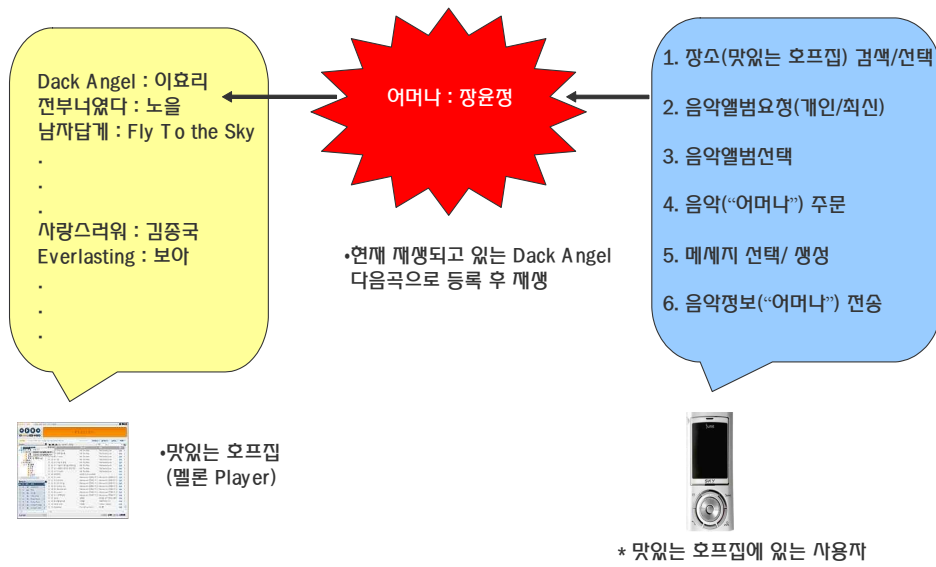 Dack Angel : 이효리
전부너였다 : 노을
남자답게 : Fly To the Sky
.
.
.
사랑스러워 : 김종국
Everlasting : 보아
.
.
.
어머나 : 장윤정
•현재 재생되고 있는 Dack Angel
다음곡으로 등록 후 재생
1. 장소(맛있는 호프집) 검색/선택
2. 음악앨범요청(개인/최신)
3. 음악앨범선택
4. 음악(“어머나”) 주문
5. 메세지 선택/ 생성
6. 음악정보(“어머나”) 전송
•맛있는 호프집
(멜론 Player)
SKY
* 맛있는 호프집에 있는 사용자